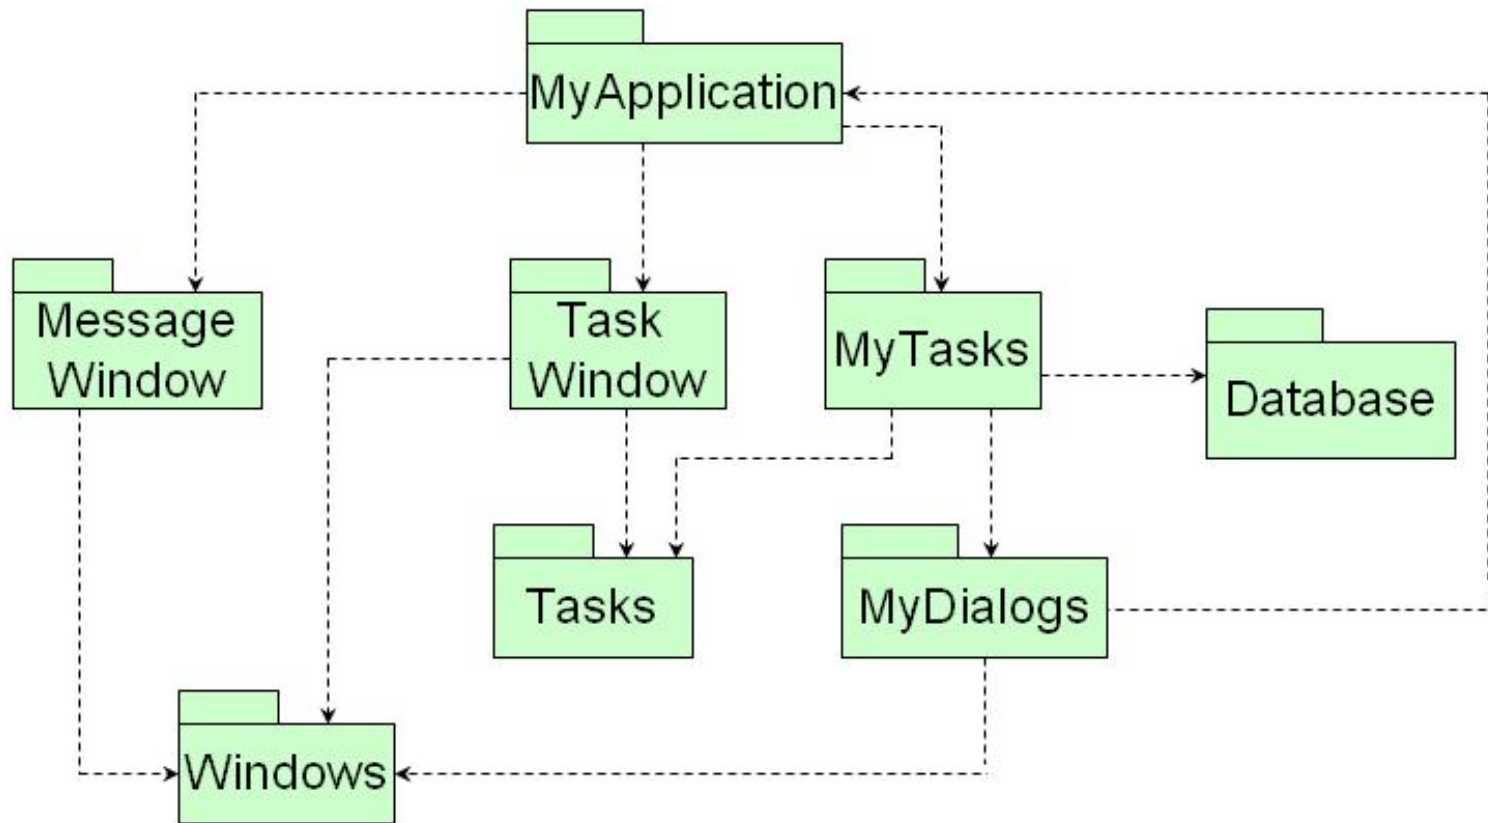 MyApplication
Message
Window
Task
Window
MyTasks
Database
Tasks
MyDialogs
Windows